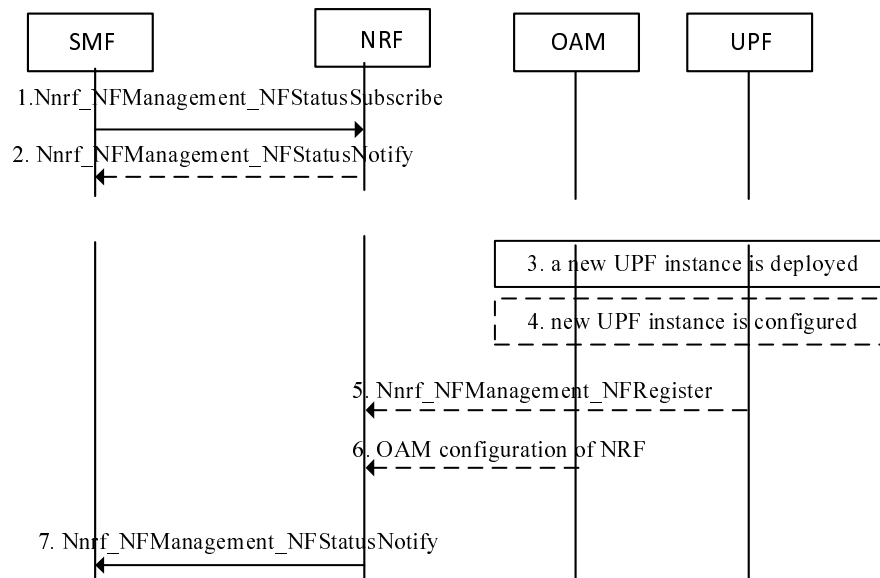 SMF
NRF
OAM
UPF
1.Nnrf_NFManagement_NFStatusSubscribe
2. Nnrf_NFManagement_NFStatusNotify
3. a new UPF instance is deployed
4. new UPF instance is configured
5. Nnrf_NFManagement_NFRegister
6. OAM configuration of NRF
7. Nnrf_NFManagement_NFStatusNotify